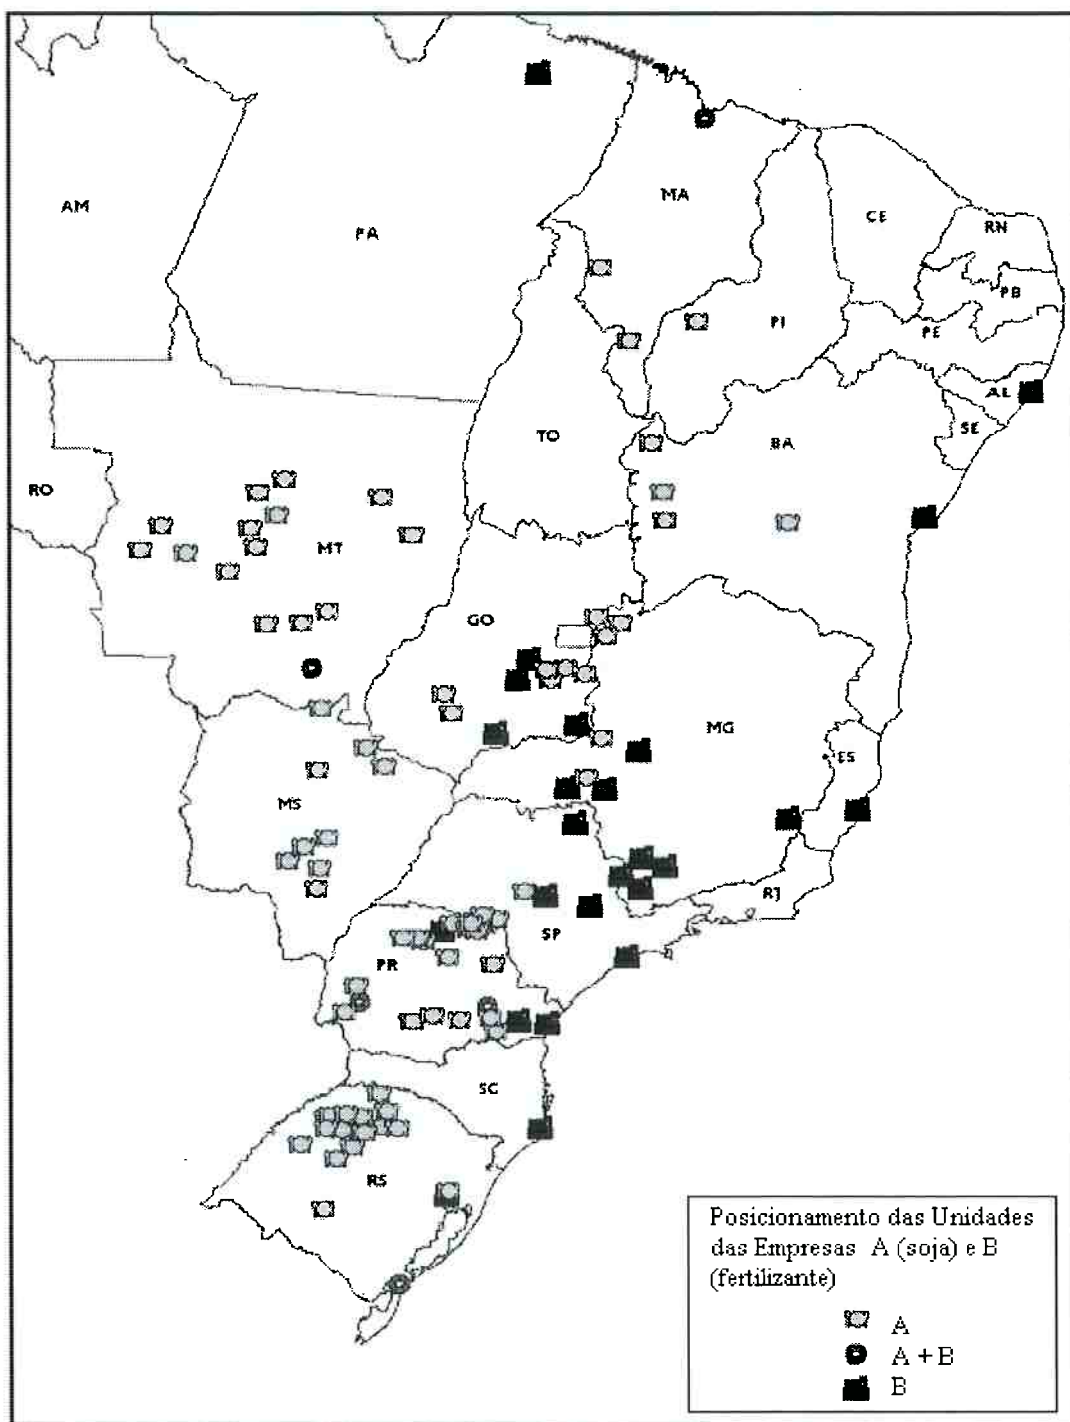 AM
PA
MA
CE
RN
PB
PI
PE
AL
SE
TO
BA
RO
MT
GO
MG
ES
MS
RJ
SP
PR
SC
RS
Posicionamento das Unidades
das Empresas A (soja) e B
(fertilizante)
A
A + B
B